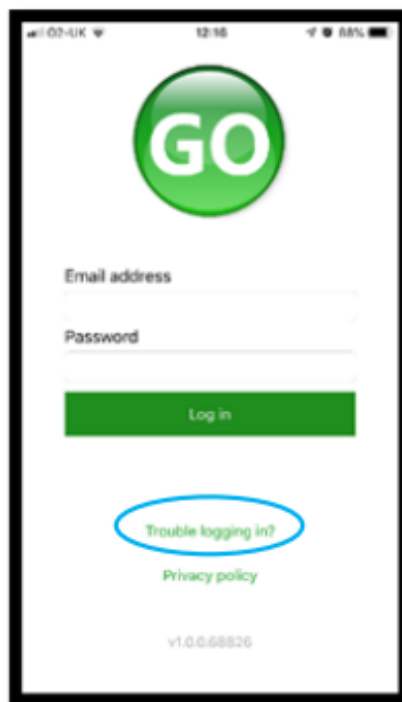 O2-UK 12:16 88%
GO
Email address
Password
Log in
Trouble logging in?
Privacy policy
v1.0.0.68826